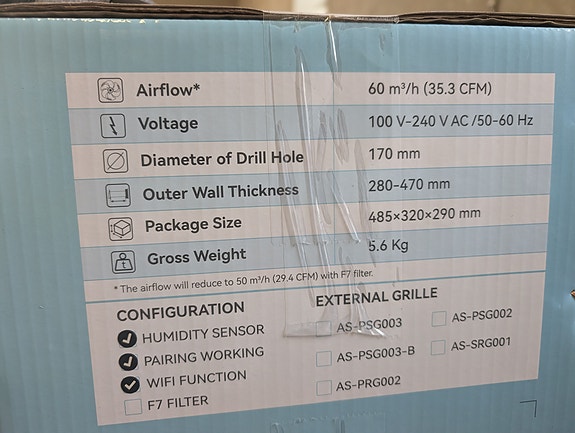 Airflow* 60 m³/h (35.3 CFM)
Voltage 100 V-240 V AC /50-60 Hz
Diameter of Drill Hole 170 mm
Outer Wall Thickness 280-470 mm
Package Size 485×320×290 mm
Gross Weight 5.6 Kg
* The airflow will reduce to 50 m³/h (29.4 CFM) with F7 filter.
CONFIGURATION
HUMIDITY SENSOR
PAIRING WORKING
WIFI FUNCTION
F7 FILTER
EXTERNAL GRILLE
AS-PSG003 AS-PSG002
AS-PSG003-B AS-SRG001
AS-PRG002